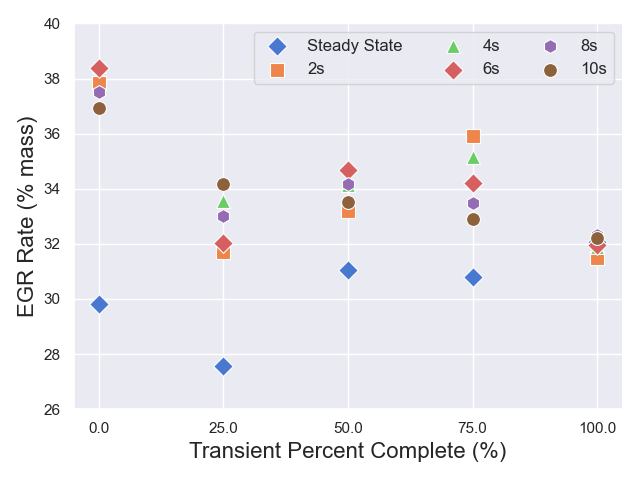 40
38
36
34
32
30
28
26
EGR Rate (% mass)
Steady State
2s
4s
6s
8s
10s
0.0 25.0 50.0 75.0 100.0
Transient Percent Complete (%)